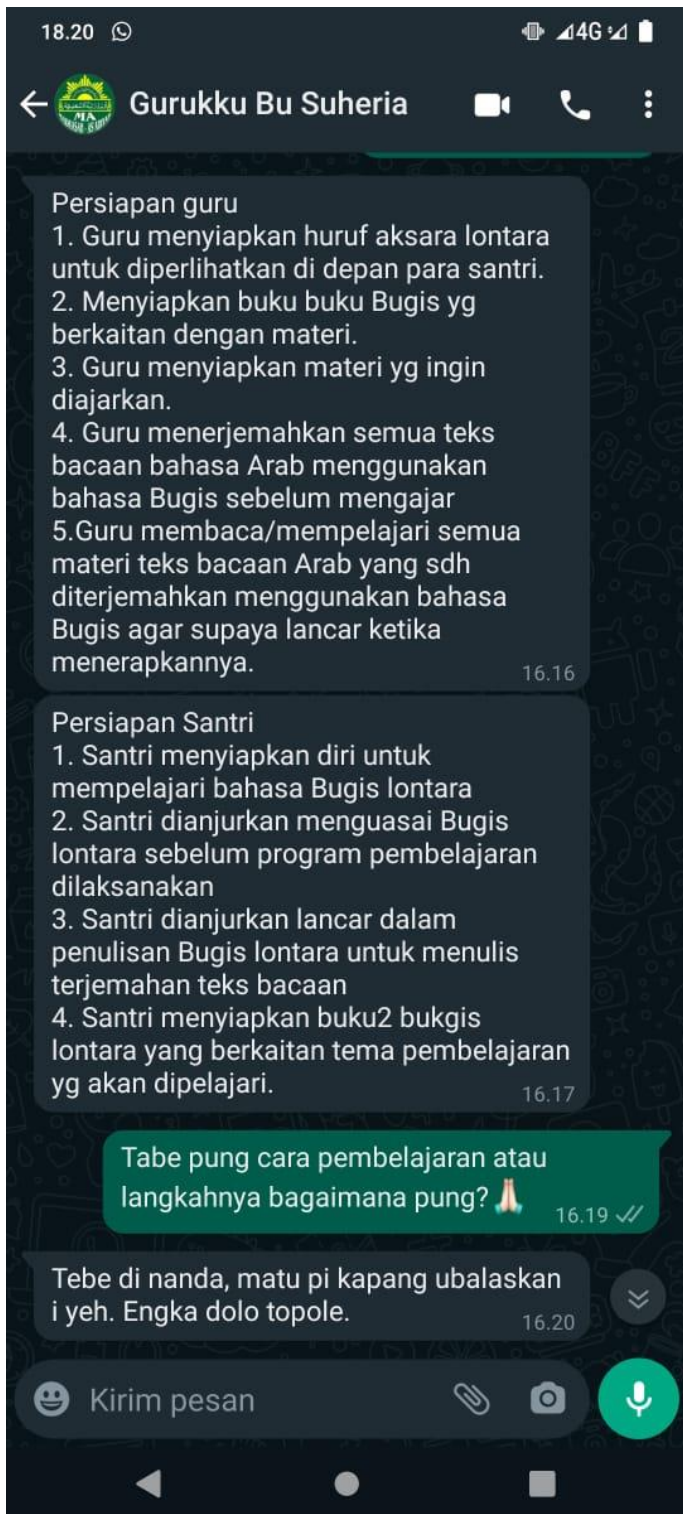 18.20
4G
Gurukku Bu Suheria
MA
Persiapan guru
1. Guru menyiapkan huruf aksara lontara
untuk diperlihatkan di depan para santri.
2. Menyiapkan buku buku Bugis yg
berkaitan dengan materi.
3. Guru menyiapkan materi yg ingin
diajarkan.
4. Guru menerjemahkan semua teks
bacaan bahasa Arab menggunakan
bahasa Bugis sebelum mengajar
5.Guru membaca/mempelajari semua
materi teks bacaan Arab yang sdh
diterjemahkan menggunakan bahasa
Bugis agar supaya lancar ketika
menerapkannya.
16.16
Persiapan Santri
1. Santri menyiapkan diri untuk
mempelajari bahasa Bugis lontara
2. Santri dianjurkan menguasai Bugis
lontara sebelum program pembelajaran
dilaksanakan
3. Santri dianjurkan lancar dalam
penulisan Bugis lontara untuk menulis
terjemahan teks bacaan
4. Santri menyiapkan buku2 bukgis
lontara yang berkaitan tema pembelajaran
yg akan dipelajari.
16.17
Tabe pung cara pembelajaran atau
langkahnya bagaimana pung?🙏🏻
16.19
Tebe di nanda, matu pi kapang ubalaskan
i yeh. Engka dolo topole.
16.20
Kirim pesan